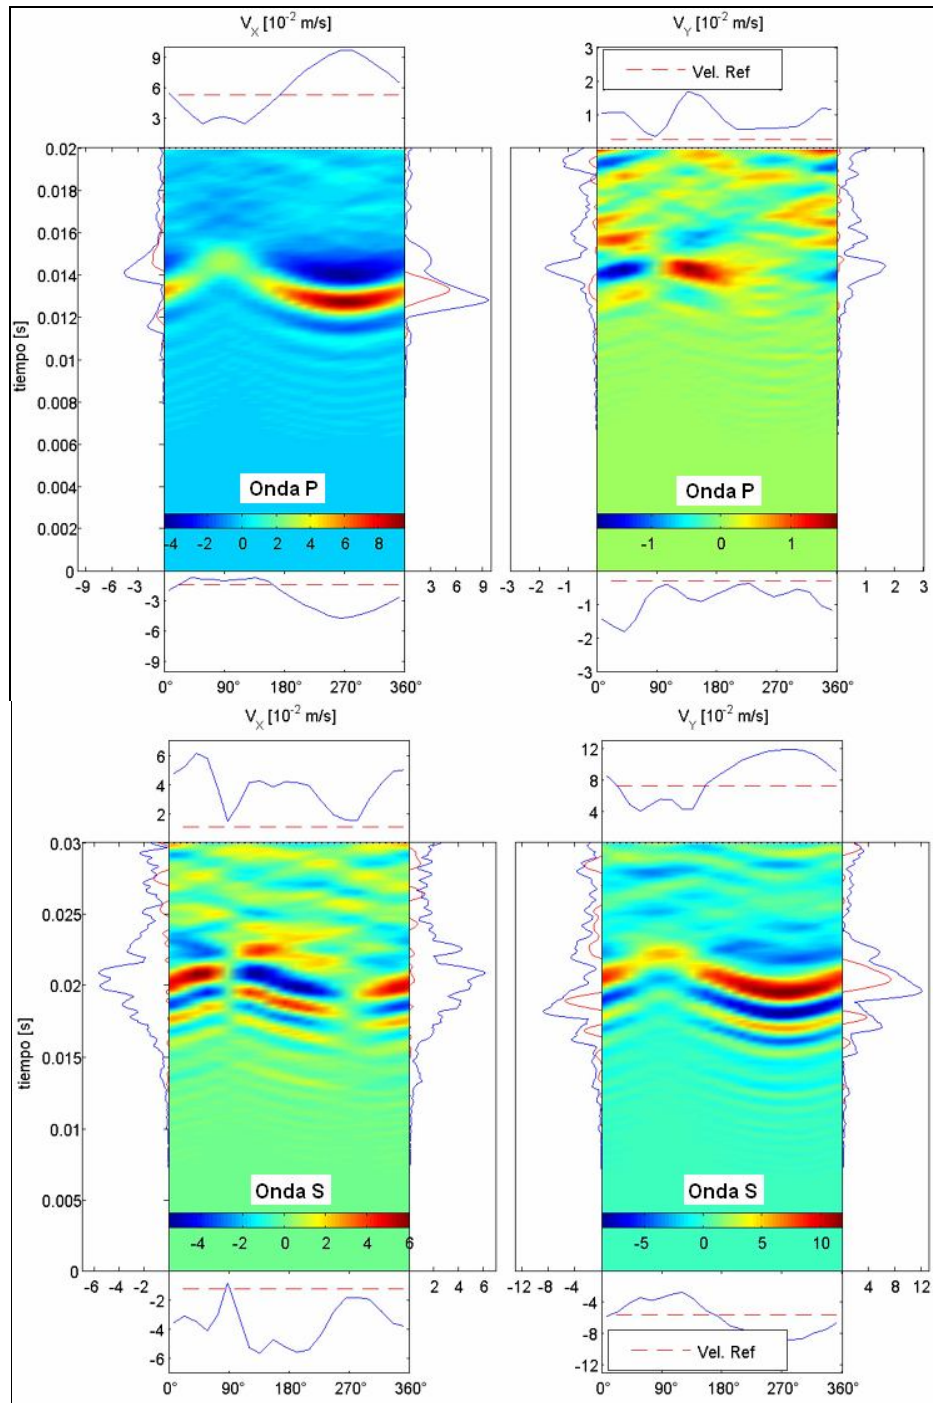 V_X [10^-2 m/s]
V_Y [10^-2 m/s]
9
6
3
3
2
1
0
Vel. Ref
0.02
0.018
0.016
0.014
0.012
0.01
0.008
0.006
0.004
0.002
0
tiempo [s]
Onda P
Onda P
-4 -2 0 2 4 6 8
-1 0 1
-9 -6 -3 3 6 9
-3 -2 -1 1 2 3
-3
-6
-9
-1
-2
-3
0° 90° 270° 360°
0° 90° 270° 360°
V_X [10^-2 m/s]
V_Y [10^-2 m/s]
6
4
2
12
8
4
0.03
0.025
0.02
0.015
0.01
0.005
0
tiempo [s]
Onda S
Onda S
-4 -2 0 2 4 6
-5 0 5 10
-6 -4 -2 2 4 6
-12 -8 -4 4 8 12
-2
-4
-6
-4
-8
-12
Vel. Ref
0° 90° 270° 360°
0° 90° 270° 360°